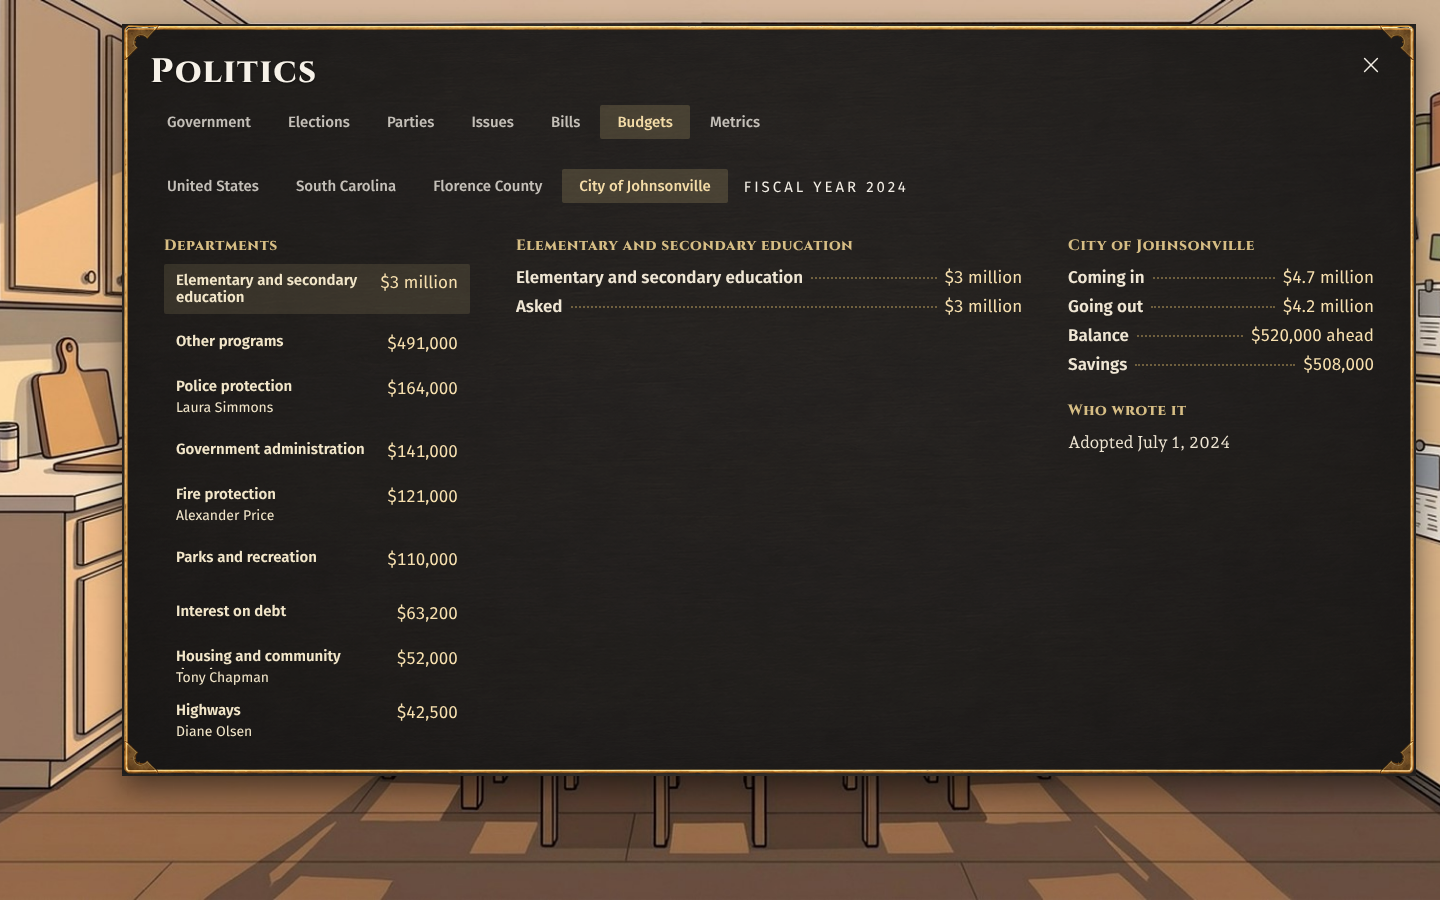 Politics
Government Elections Parties Issues Bills Budgets Metrics
United States South Carolina Florence County City of Johnsonville FISCAL YEAR 2024
Departments
Elementary and secondary education $3 million
Other programs $491,000
Police protection $164,000
Laura Simmons
Government administration $141,000
Fire protection $121,000
Alexander Price
Parks and recreation $110,000
Interest on debt $63,200
Housing and community $52,000
Tony Chapman
Highways $42,500
Diane Olsen
Elementary and secondary education
Elementary and secondary education $3 million
Asked $3 million
City of Johnsonville
Coming in $4.7 million
Going out $4.2 million
Balance $520,000 ahead
Savings $508,000
Who wrote it
Adopted July 1, 2024